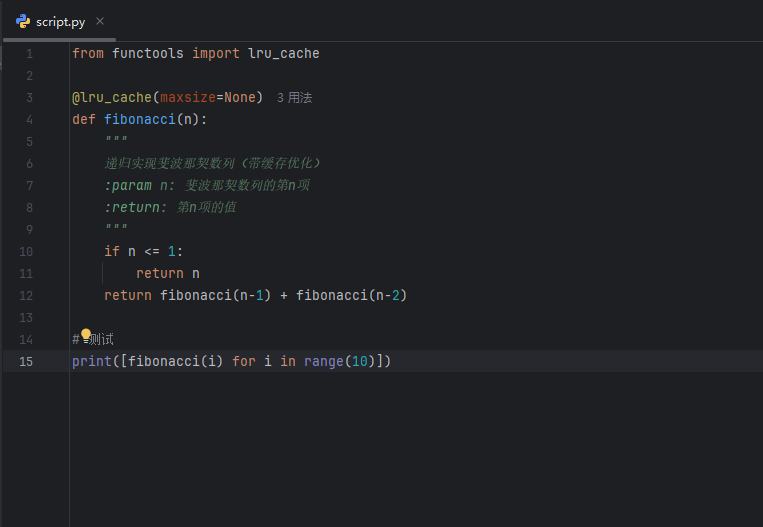 script.py
1 from functools import lru_cache
2
3 @lru_cache(maxsize=None) 3 用法
4 def fibonacci(n):
5     """
6     递归实现斐波那契数列（带缓存优化）
7     :param n: 斐波那契数列的第n项
8     :return: 第n项的值
9     """
10     if n <= 1:
11         return n
12     return fibonacci(n-1) + fibonacci(n-2)
13
14 # 测试
15 print([fibonacci(i) for i in range(10)])